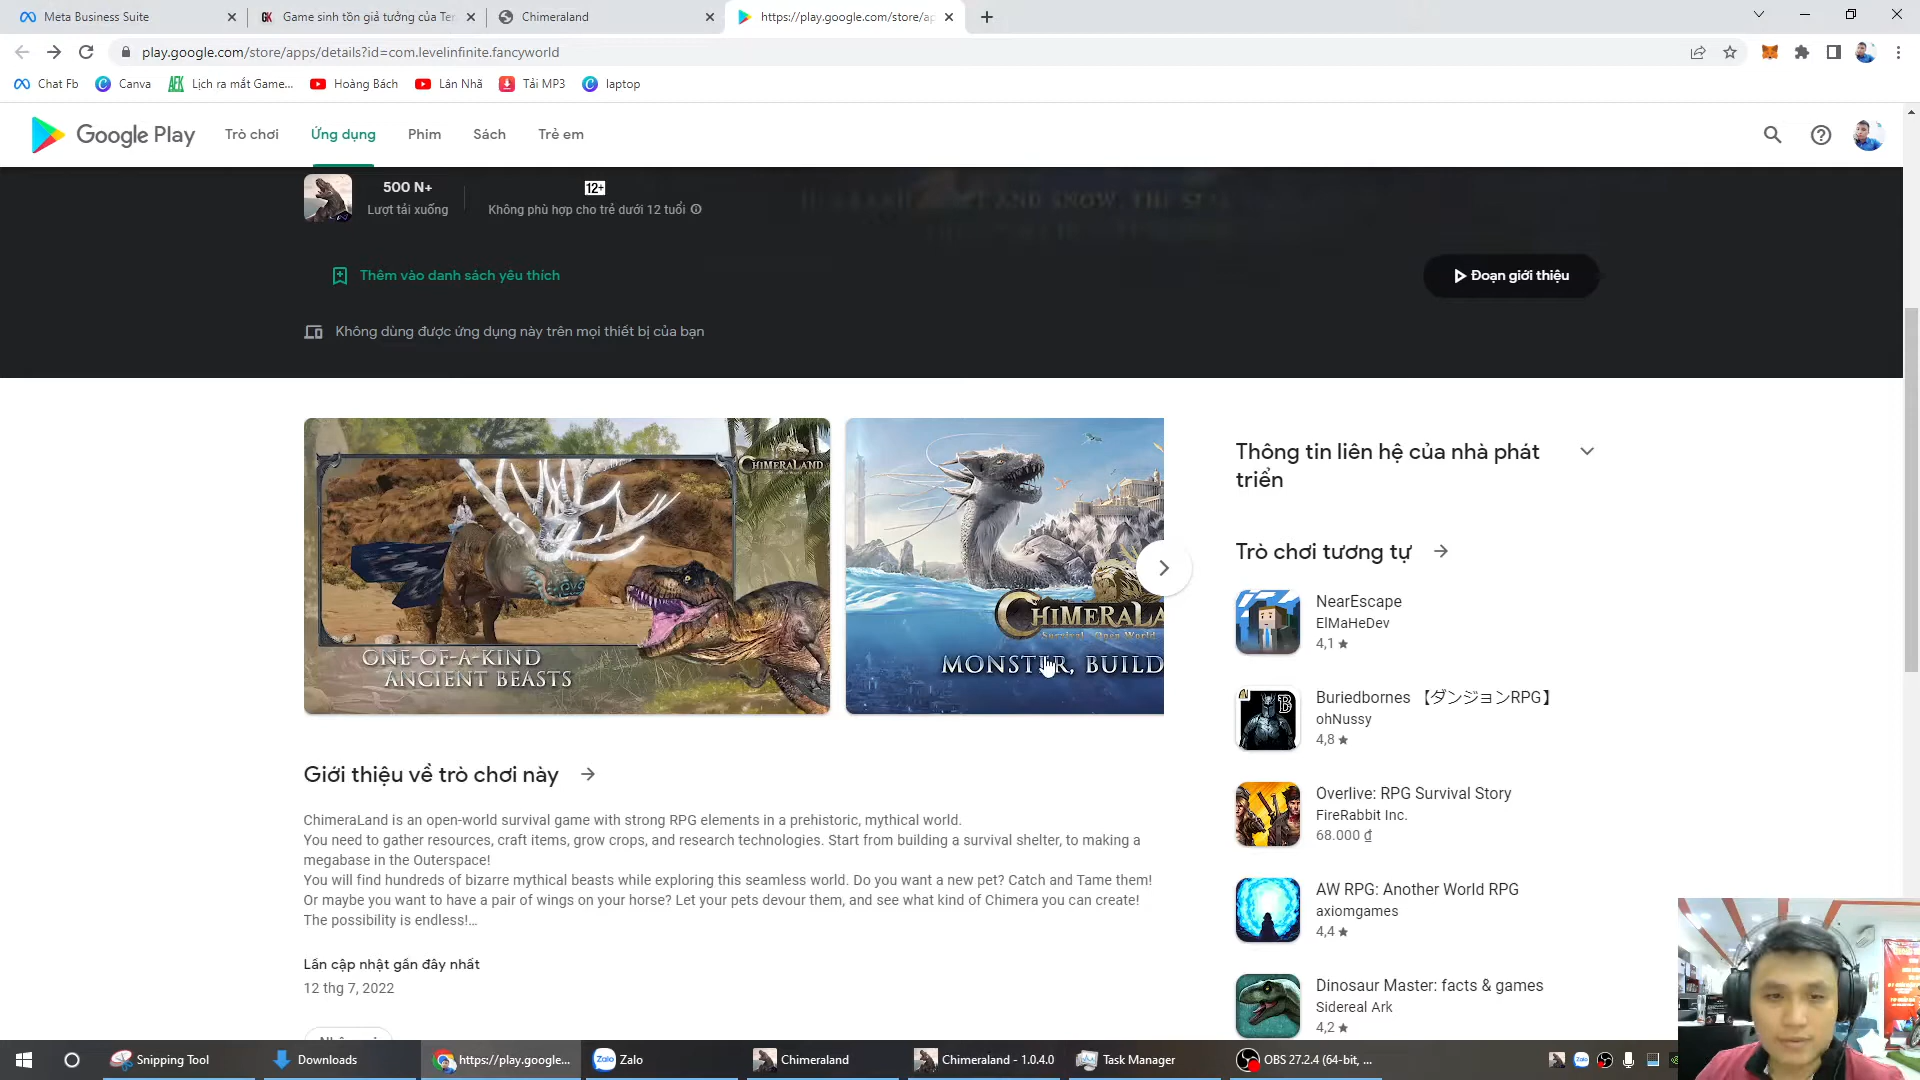 Meta Business Suite
Game sinh tồn giả tưởng của Ten
Chimeraland
https://play.google.com/store/ap
play.google.com/store/apps/details?id=com.levelinfinite.fancyworld
Chat Fb
Canva
Lịch ra mắt Game...
Hoàng Bách
Lân Nhã
Tải MP3
laptop
Google Play
Trò chơi
Ứng dụng
Phim
Sách
Trẻ em
500 N+
Lượt tải xuống
12+
Không phù hợp cho trẻ dưới 12 tuổi
Thêm vào danh sách yêu thích
Đoạn giới thiệu
Không dùng được ứng dụng này trên mọi thiết bị của bạn
CHIMERALAND
ONE-OF-A-KIND
ANCIENT BEASTS
CHIMERALA
Survival, Open World
MONSTER, BUILD
Thông tin liên hệ của nhà phát
triển
Trò chơi tương tự
NearEscape
ElMaHeDev
4,1 ★
Buriedbornes 【ダンジョンRPG】
ohNussy
4,8 ★
Overlive: RPG Survival Story
FireRabbit Inc.
68.000 ₫
AW RPG: Another World RPG
axiomgames
4,4 ★
Dinosaur Master: facts & games
Sidereal Ark
4,2 ★
Giới thiệu về trò chơi này
ChimeraLand is an open-world survival game with strong RPG elements in a prehistoric, mythical world.
You need to gather resources, craft items, grow crops, and research technologies. Start from building a survival shelter, to making a
megabase in the Outerspace!
You will find hundreds of bizarre mythical beasts while exploring this seamless world. Do you want a new pet? Catch and Tame them!
Or maybe you want to have a pair of wings on your horse? Let your pets devour them, and see what kind of Chimera you can create!
The possibility is endless!...
Lần cập nhật gần đây nhất
12 thg 7, 2022
Snipping Tool
Downloads
https://play.google...
Zalo
Chimeraland
Chimeraland - 1.0.4.0
Task Manager
OBS 27.2.4 (64-bit, ...